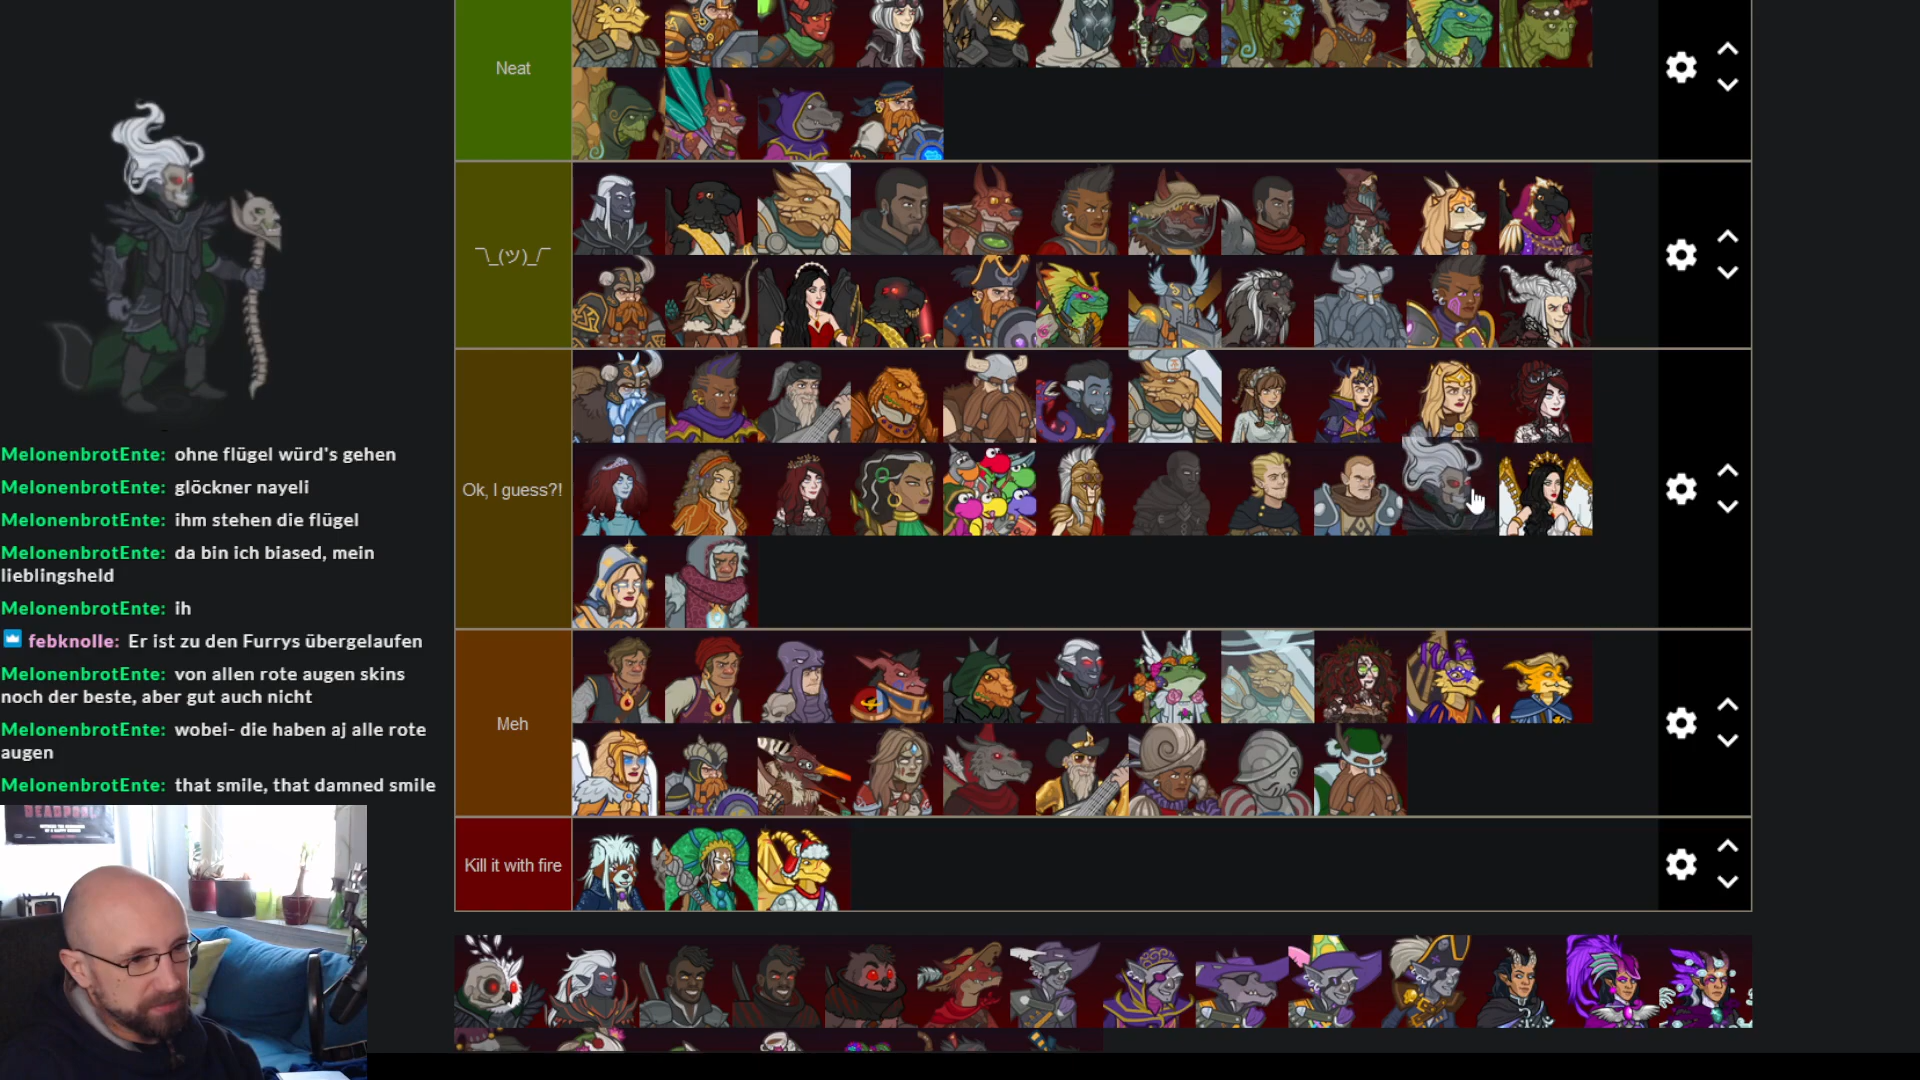 Neat
¯\_(ツ)_/¯
Ok, I guess?!
Meh
Kill it with fire
MelonenbrotEnte: ohne flügel würd's gehen
MelonenbrotEnte: glöckner nayeli
MelonenbrotEnte: ihm stehen die flügel
MelonenbrotEnte: da bin ich biased, mein
lieblingsheld
MelonenbrotEnte: ih
febknolle: Er ist zu den Furrys übergelaufen
MelonenbrotEnte: von allen rote augen skins
noch der beste, aber gut auch nicht
MelonenbrotEnte: wobei- die haben aj alle rote
augen
MelonenbrotEnte: that smile, that damned smile
DEADPOOL